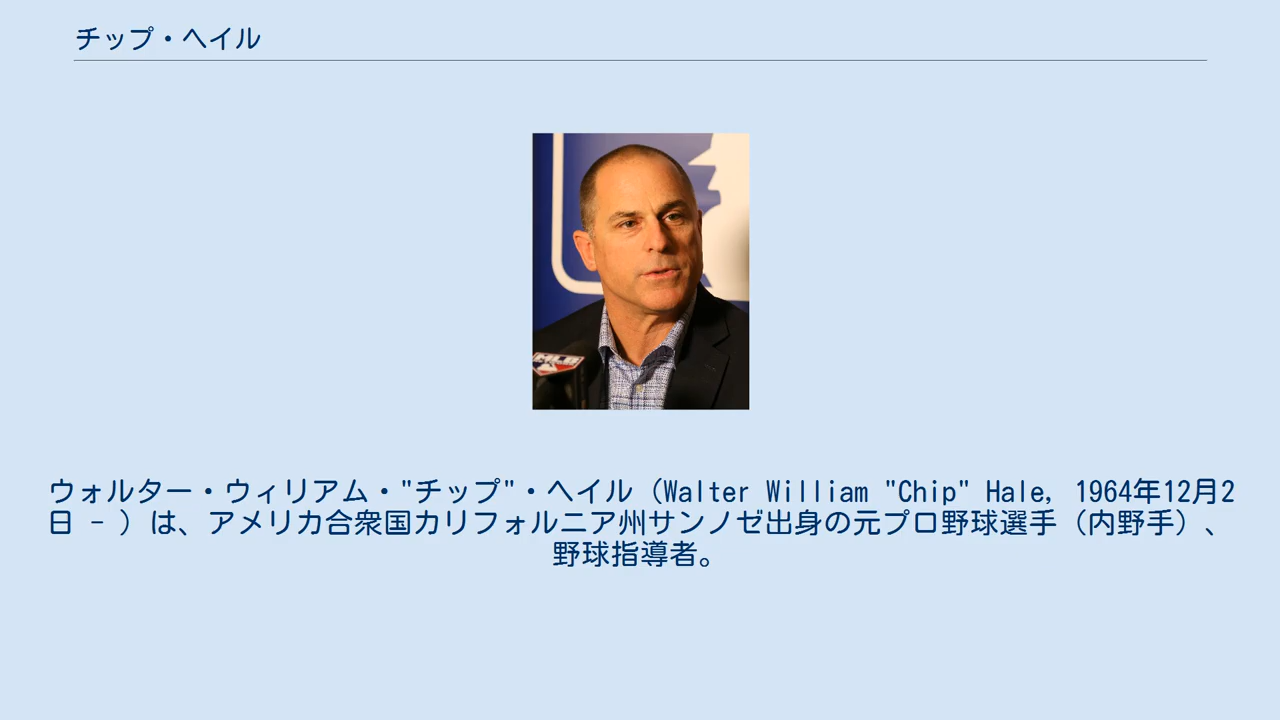 チップ・ヘイル
MLB
ウォルター・ウィリアム・"チップ"・ヘイル（Walter William "Chip" Hale, 1964年12月2
日 - ）は、アメリカ合衆国カリフォルニア州サンノゼ出身の元プロ野球選手（内野手）、
野球指導者。